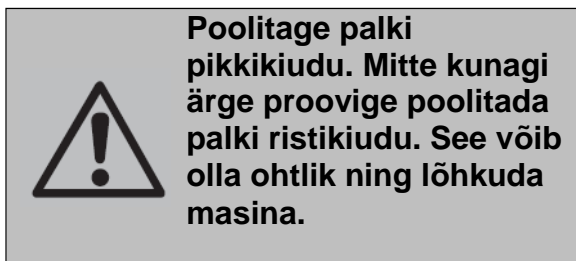 Poolitage palki
pikkikiudu. Mitte kunagi
ärge proovige poolitada
palki ristikiudu. See võib
olla ohtlik ning lõhkuda
masina.